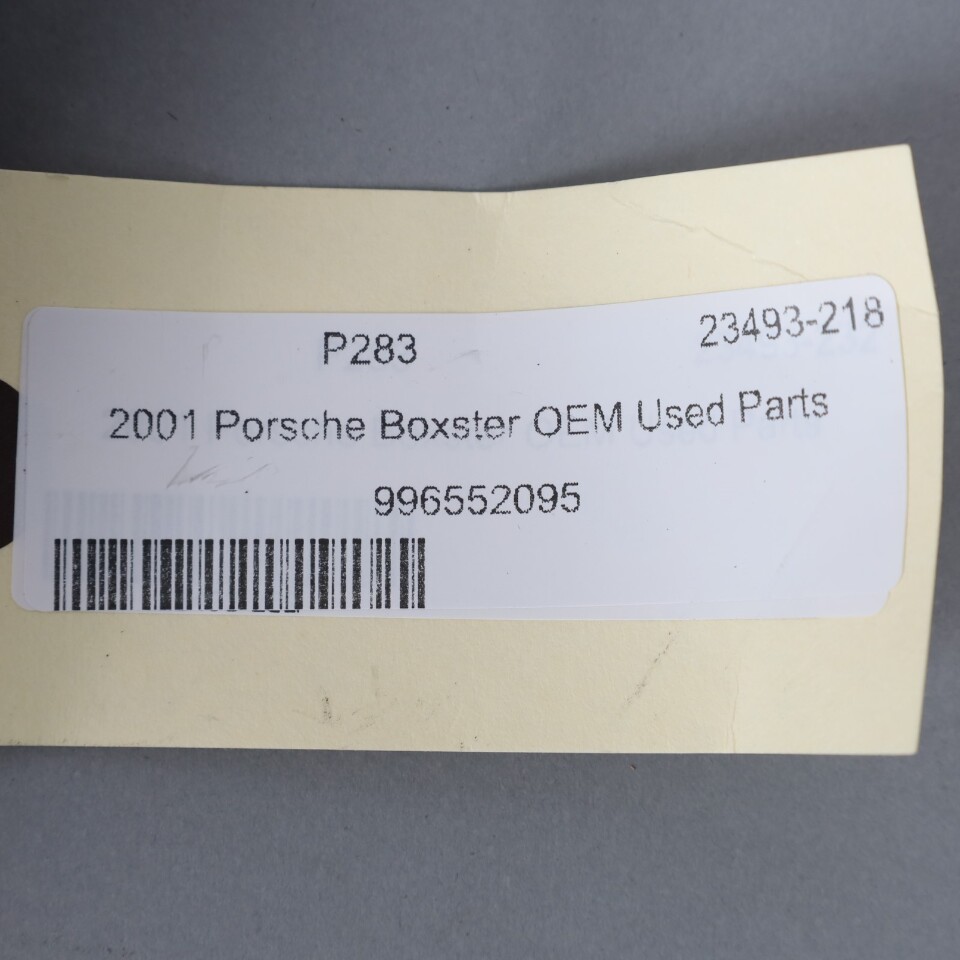 P283
23493-218
2001 Porsche Boxster OEM Used Parts
996552095